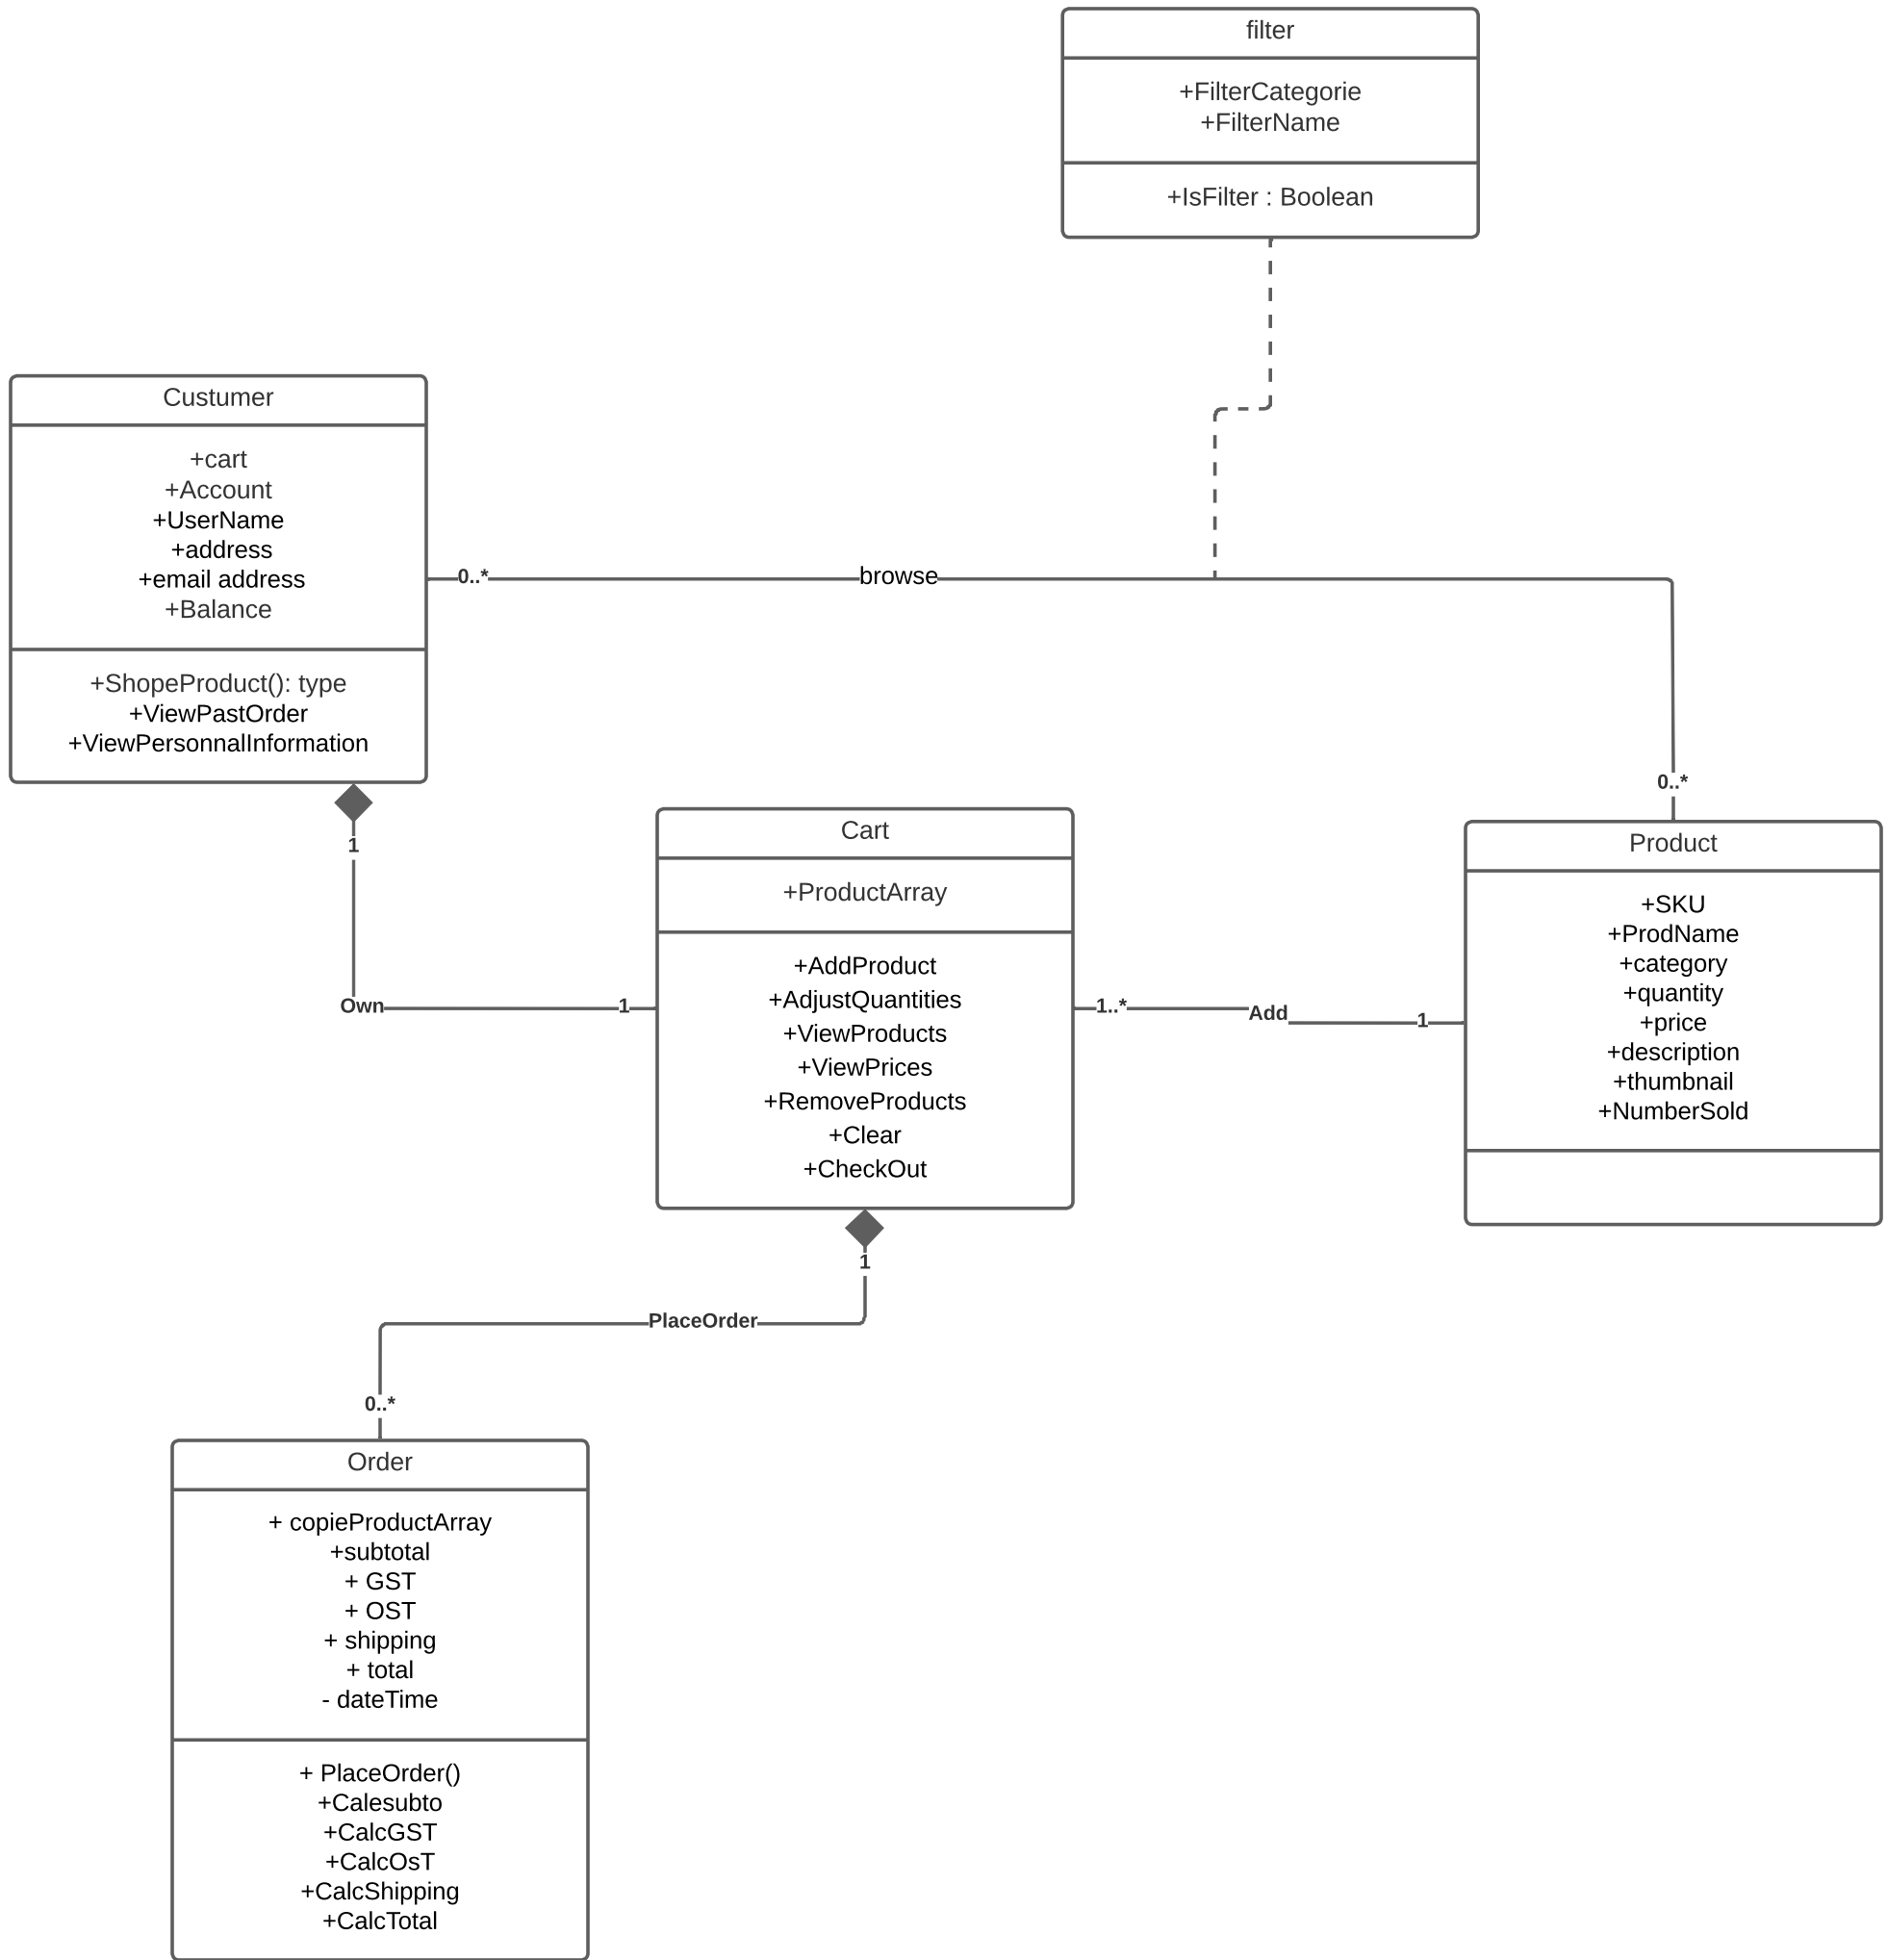 filter
+FilterCategorie
+FilterName
+IsFilter : Boolean
Custumer
+cart
+Account
+UserName
+address
+email address
+Balance
+ShopeProduct(): type
+ViewPastOrder
+ViewPersonnalInformation
0..*
browse
0..*
1
Own
1
Cart
+ProductArray
+AddProduct
+AdjustQuantities
+ViewProducts
+ViewPrices
+RemoveProducts
+Clear
+CheckOut
1..*
Add
1
Product
+SKU
+ProdName
+category
+quantity
+price
+description
+thumbnail
+NumberSold
1
PlaceOrder
0..*
Order
+ copieProductArray
+subtotal
+ GST
+ OST
+ shipping
+ total
- dateTime
+ PlaceOrder()
+Calesubto
+CalcGST
+CalcOsT
+CalcShipping
+CalcTotal